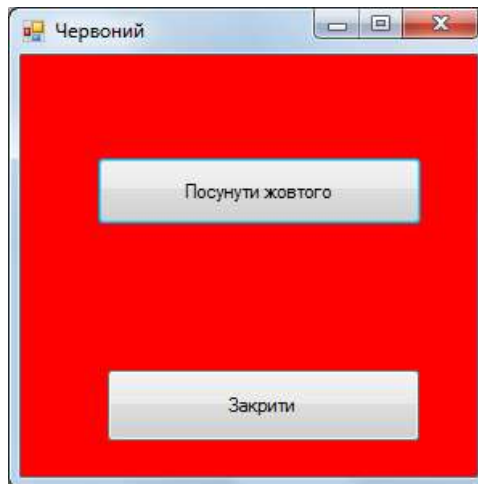 Червоний
Посунути жовтого
Закрити